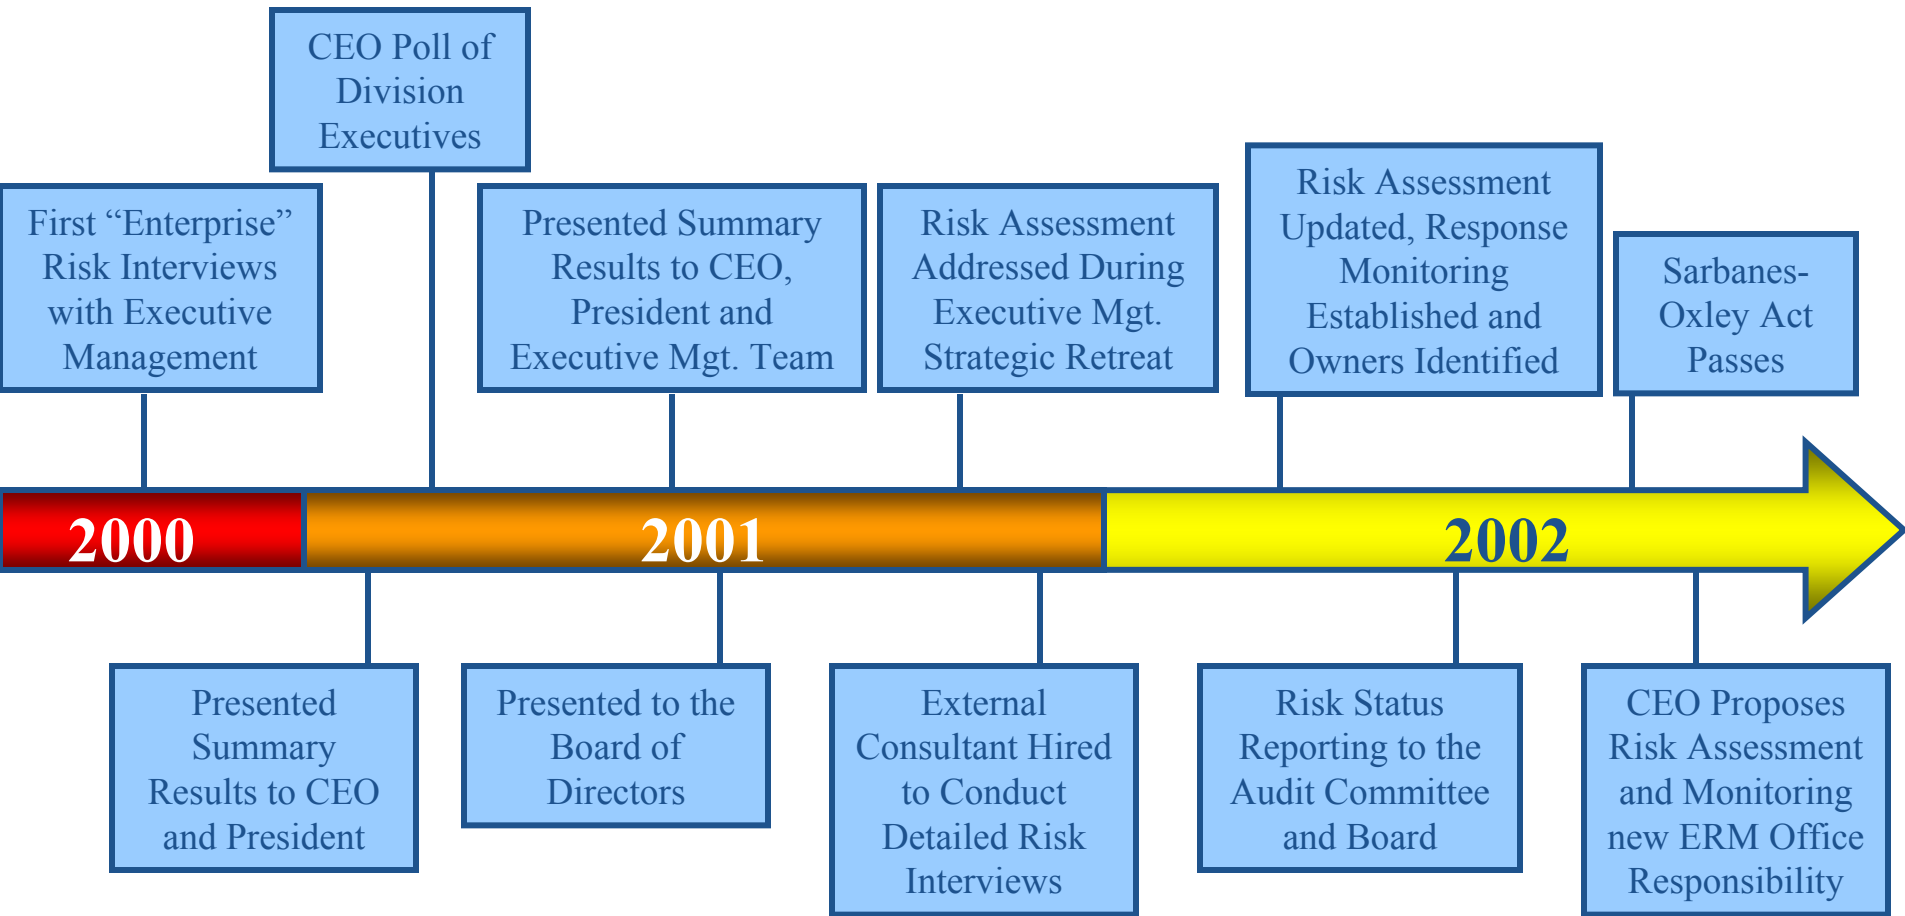 CEO Poll of
Division
Executives
First “Enterprise”
Risk Interviews
with Executive
Management
Presented Summary
Results to CEO,
President and
Executive Mgt. Team
Risk Assessment
Addressed During
Executive Mgt.
Strategic Retreat
Risk Assessment
Updated, Response
Monitoring
Established and
Owners Identified
Sarbanes-
Oxley Act
Passes
2000
2001
2002
Presented
Summary
Results to CEO
and President
Presented to the
Board of
Directors
External
Consultant Hired
to Conduct
Detailed Risk
Interviews
Risk Status
Reporting to the
Audit Committee
and Board
CEO Proposes
Risk Assessment
and Monitoring
new ERM Office
Responsibility